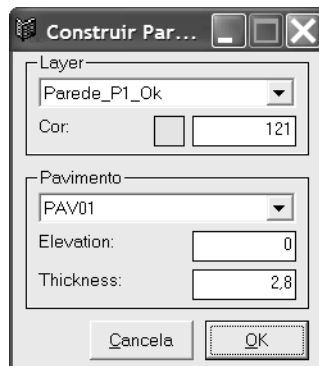 Construir Par...
Layer
Parede_P1_Ok
Cor: 121
Pavimento
PAV01
Elevation: 0
Thickness: 2,8
Cancela OK